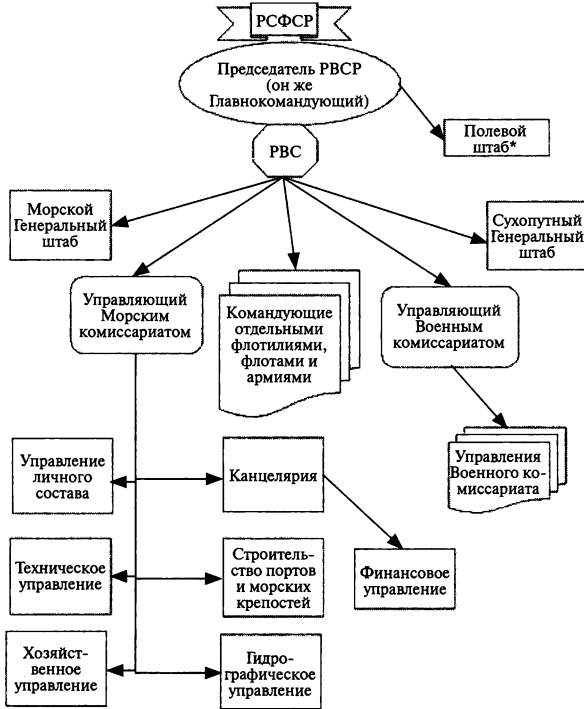 РСФСР
Председатель РВСР
(он же
Главнокомандующий)
РВС
Полевой
штаб*
Морской
Генеральный
штаб
Сухопутный
Генеральный
штаб
Управляющий
Морским
комиссариатом
Командующие
отдельными
флотилиями,
флотами и
армиями
Управляющий
Военным
комиссариатом
Управление
личного
состава
Канцелярия
Управления
Военного ко-
миссариата
Техническое
управление
Строитель-
ство портов
и морских
крепостей
Финансовое
управление
Хозяйст-
венное
управление
Гидро-
графическое
управление